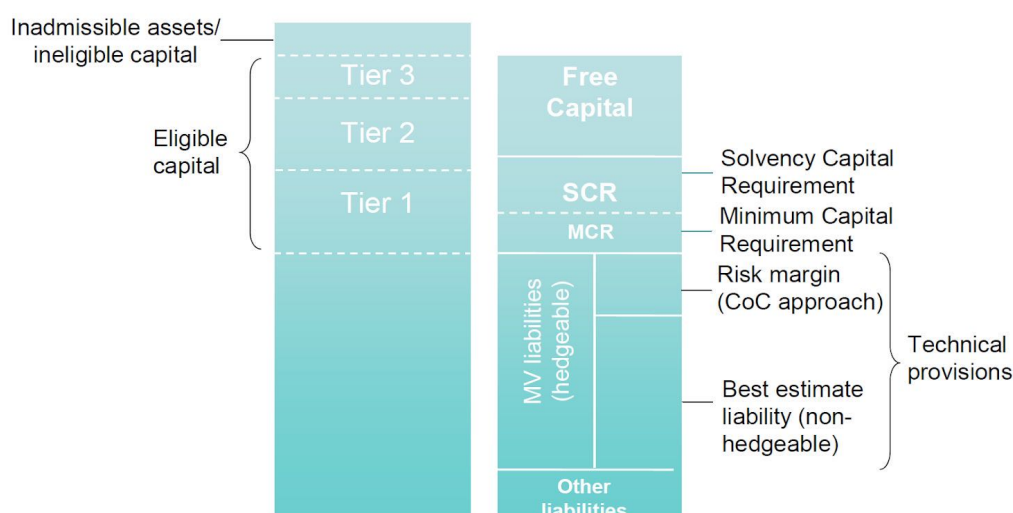 Inadmissible assets/
ineligible capital
Eligible
capital
Tier 3
Tier 2
Tier 1
Free
Capital
SCR
MCR
MV liabilities
(hedgeable)
Other
liabilities
Solvency Capital
Requirement
Minimum Capital
Requirement
Risk margin
(CoC approach)
Best estimate
liability (non-
hedgeable)
Technical
provisions